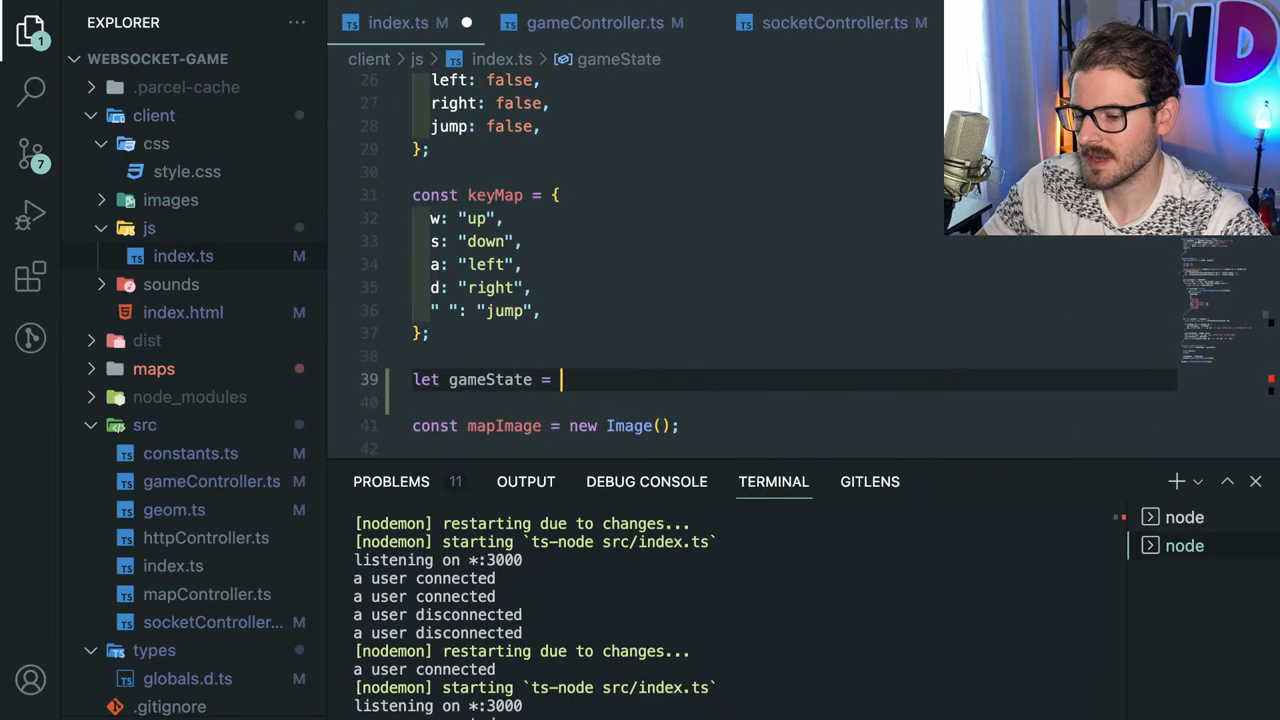 EXPLORER
WEBSOCKET-GAME
.parcel-cache
client
css
style.css
images
js
index.ts M
sounds
index.html M
dist
maps
node_modules
src
constants.ts M
gameController.ts M
geom.ts M
httpController.ts
index.ts
mapController.ts
socketController... M
types
globals.d.ts M
.gitignore
1
7
index.ts M
gameController.ts M
socketController.ts M
client > js > index.ts > gameState
26 left: false,
27 right: false,
28 jump: false,
29 };
30
31 const keyMap = {
32 w: "up",
33 s: "down",
34 a: "left",
35 d: "right",
36 " ": "jump",
37 };
38
39 let gameState =
40
41 const mapImage = new Image();
42
WD
PROBLEMS 11 OUTPUT DEBUG CONSOLE TERMINAL GITLENS
[nodemon] restarting due to changes...
[nodemon] starting `ts-node src/index.ts`
listening on *:3000
a user connected
a user connected
a user disconnected
a user disconnected
[nodemon] restarting due to changes...
a user connected
[nodemon] starting `ts-node src/index.ts`
listening on *:3000
node
node